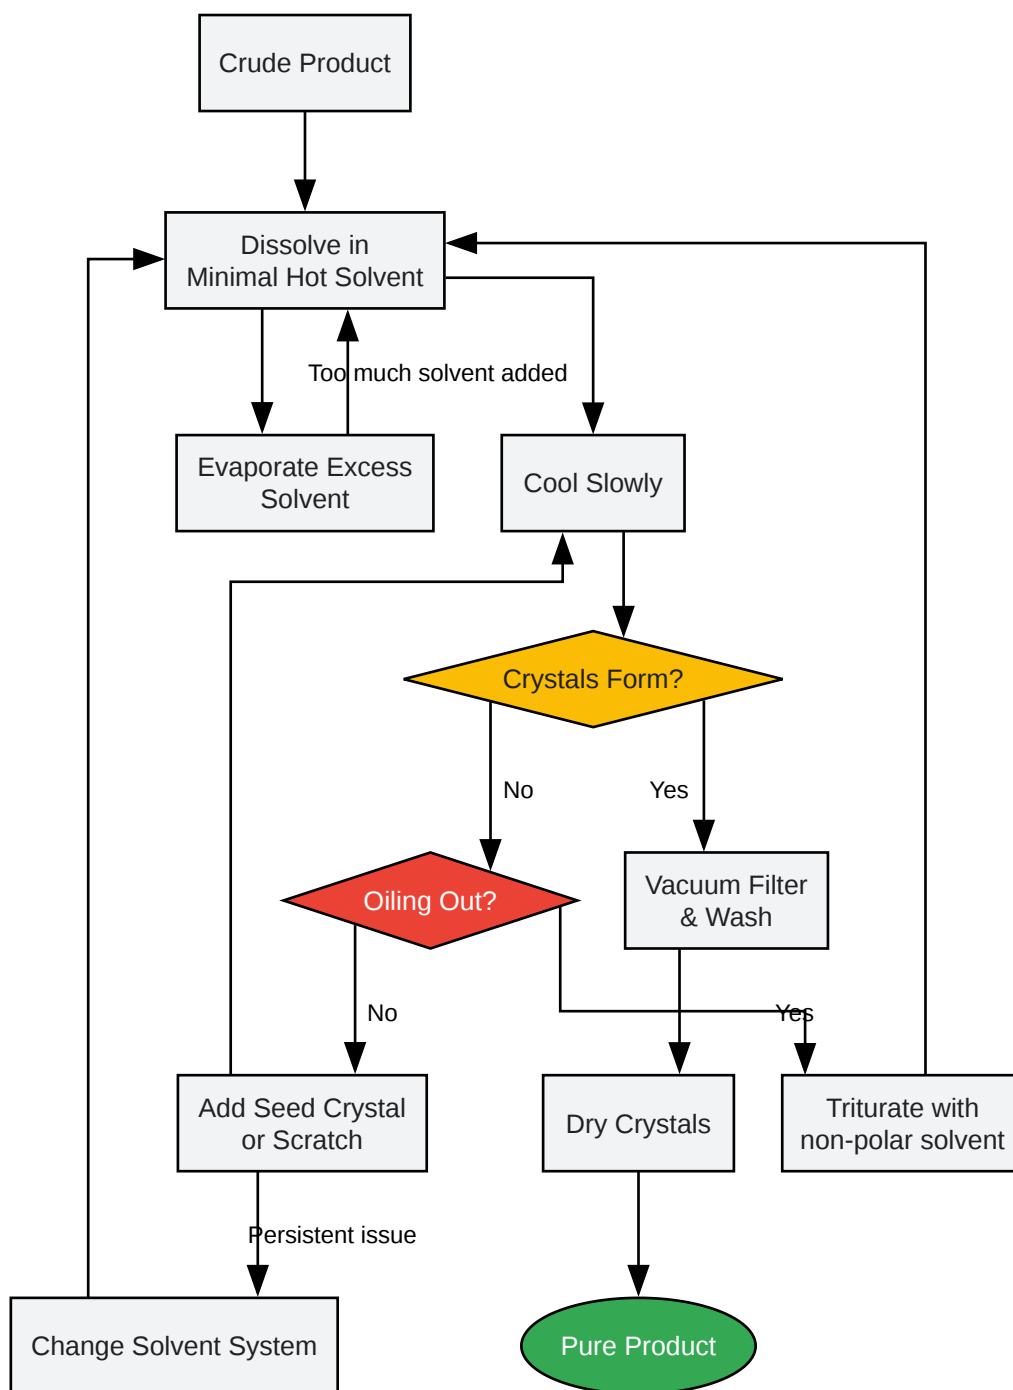 Crude Product
Dissolve in
Minimal Hot Solvent
Too much solvent added
Evaporate Excess
Solvent
Cool Slowly
Crystals Form?
No
Yes
Oiling Out?
Vacuum Filter
& Wash
No
Yes
Add Seed Crystal
or Scratch
Dry Crystals
Triturate with
non-polar solvent
Persistent issue
Change Solvent System
Pure Product